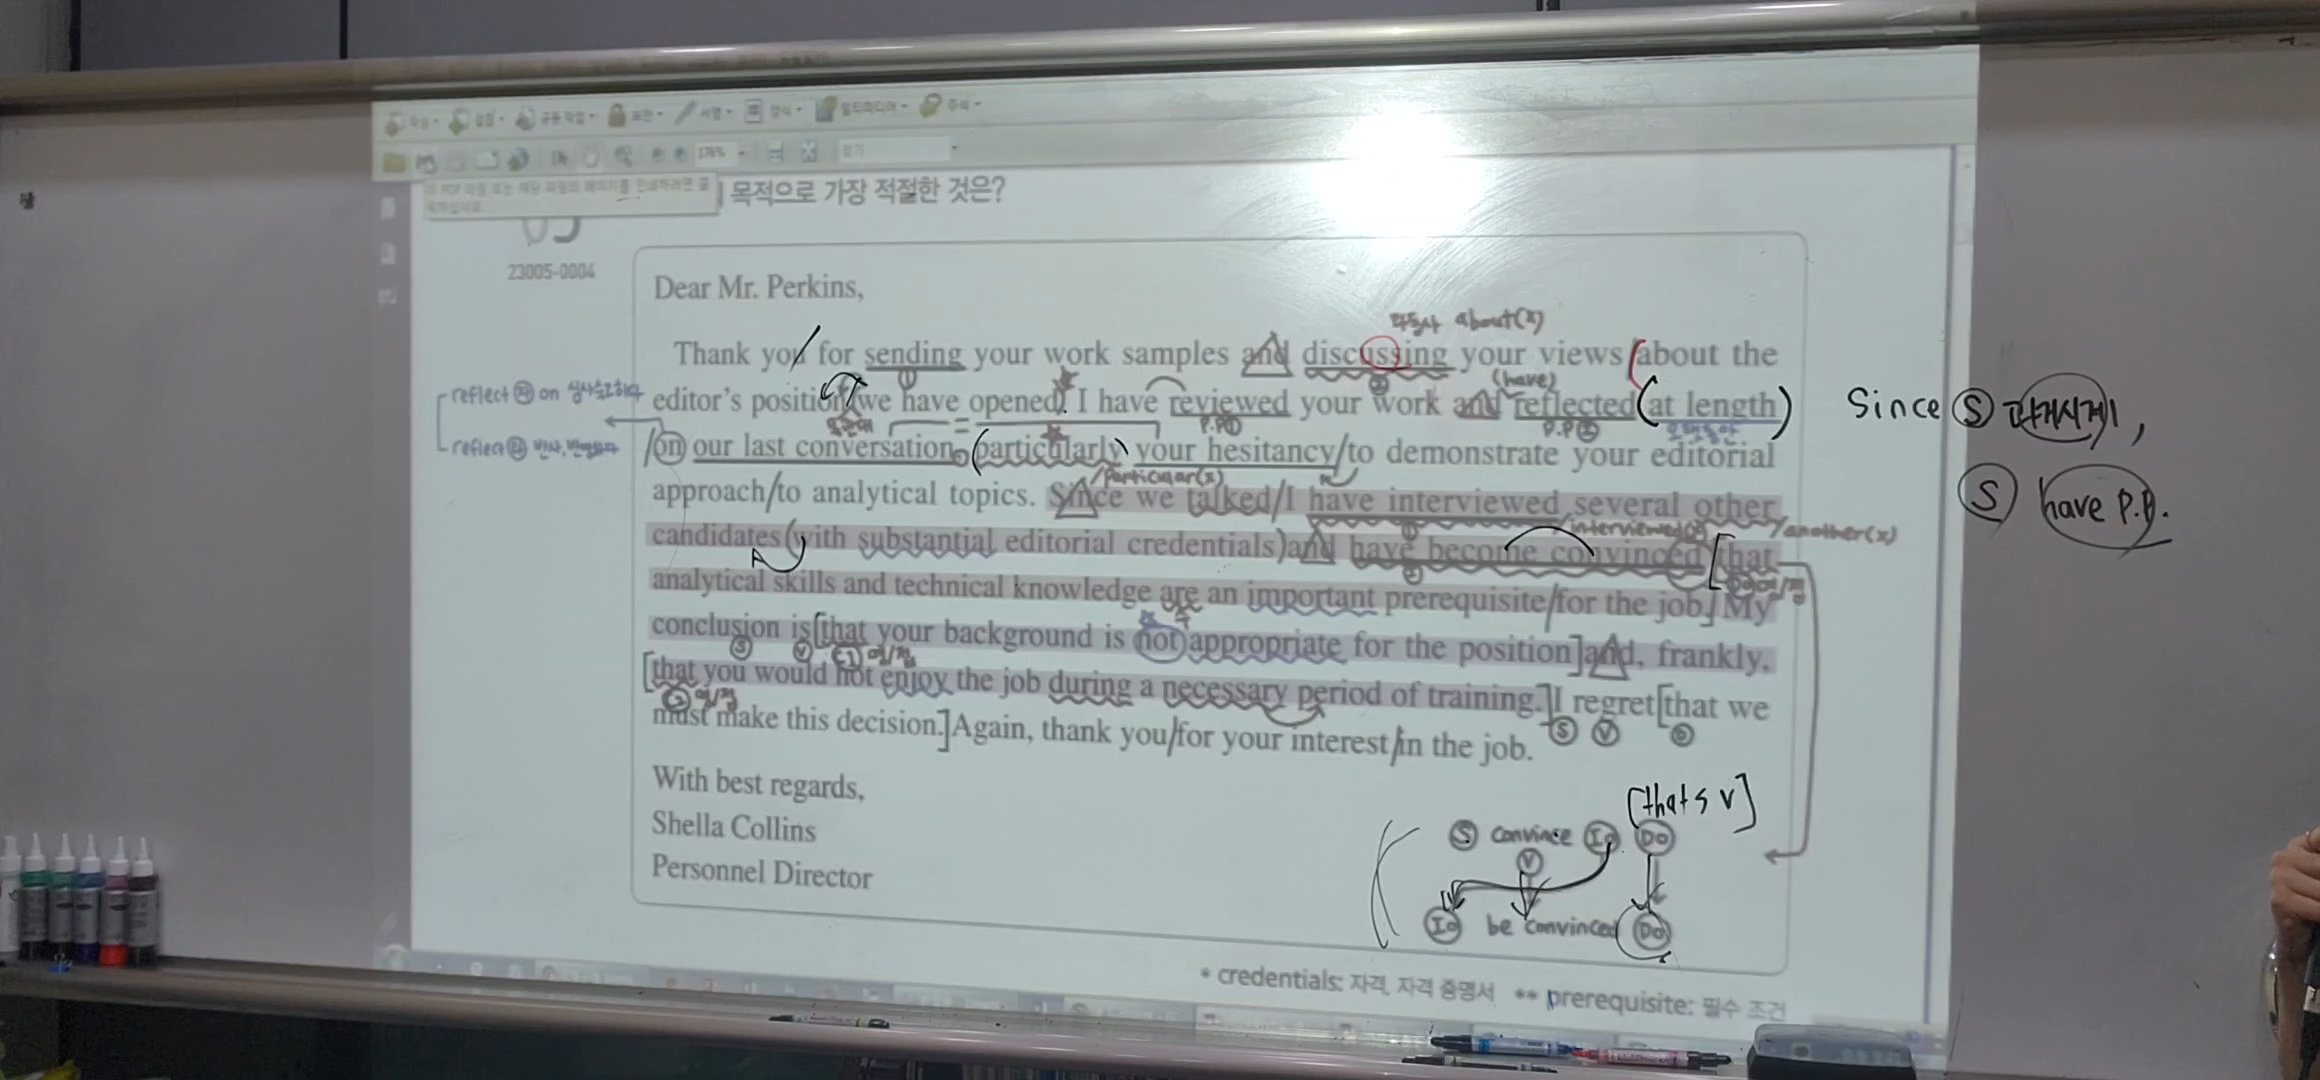 176%
목적으로 가장 적절한 것은?
23005-0004
Dear Mr. Perkins,
타동사 about(x)
Thank you for sending your work samples and discussing your views about the
reflect on
(have)
editor's position we have opened. I have reviewed your work and reflected (at length)
P.P① P.P②
reflect
on our last conversation, (particularly) your hesitancy/to demonstrate your editorial
/particular(x)
approach/to analytical topics. Since we talked/I have interviewed several other
/interviewed(x) /another(x)
candidates (with substantial editorial credentials) and have become convinced [that
analytical skills and technical knowledge are an important prerequisite/for the job.] My
conclusion is [that your background is not appropriate for the position] and, frankly,
[that you would not enjoy the job during a necessary period of training.] I regret [that we
must make this decision.] Again, thank you/for your interest/in the job.
With best regards,
Shella Collins
Personnel Director
[that S V]
S convince IO DO
V
IO be convinced DO
* credentials: 자격, 자격 증명서 ** prerequisite: 필수 조건
Since S 과거시제,
S have P.P.